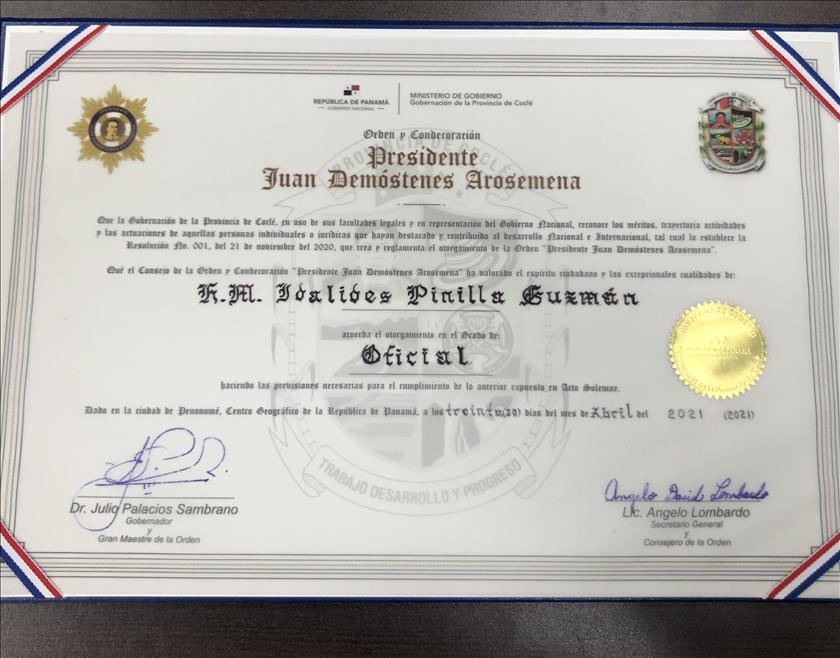 REPÚBLICA DE PANAMÁ
GOBIERNO NACIONAL
MINISTERIO DE GOBIERNO
Gobernación de la Provincia de Coclé
Orden y Condecoración
Presidente
Juan Demóstenes Arosemena
PROVINCIA DE COCLÉ
Que la Gobernación de la Provincia de Coclé, en uso de sus facultades legales y en representación del Gobierno Nacional, reconoce los méritos, trayectoria actividades
y las actuaciones de aquellas personas individuales o jurídicas que hayan destacado y contribuido al desarrollo Nacional e Internacional, tal cual lo establece la
Resolución No. 001, del 21 de noviembre del 2020, que crea y reglamenta el otorgamiento de la Orden "Presidente Juan Demóstenes Arosemena".
Qué el Consejo de la Orden y Condecoración "Presidente Juan Demóstenes Arosemena" ha valorado el espíritu ciudadano y las excepcionales cualidades de:
H.M. Idalides Pinilla Guzmán
acuerda el otorgamiento en el Grado de:
Oficial
haciendo las previsiones necesarias para el cumplimiento de lo anterior expuesto en Acto Solemne.
Dado en la ciudad de Penonomé, Centro Geográfico de la República de Panamá, a los treinta(30) días del mes de Abril del 2021 (2021)
TRABAJO DESARROLLO Y PROGRESO
Dr. Julio Palacios Sambrano
Gobernador
y
Gran Maestre de la Orden
Angelo Davide Lombardo
Lic. Angelo Lombardo
Secretario General
y
Consejero de la Orden